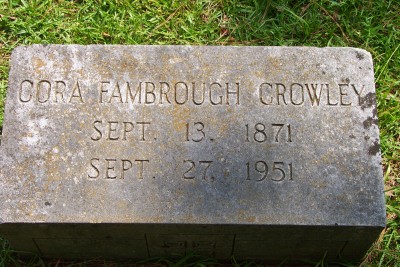 CORA FAMBROUGH CROWLEY
SEPT. 13, 1871
SEPT. 27, 1951